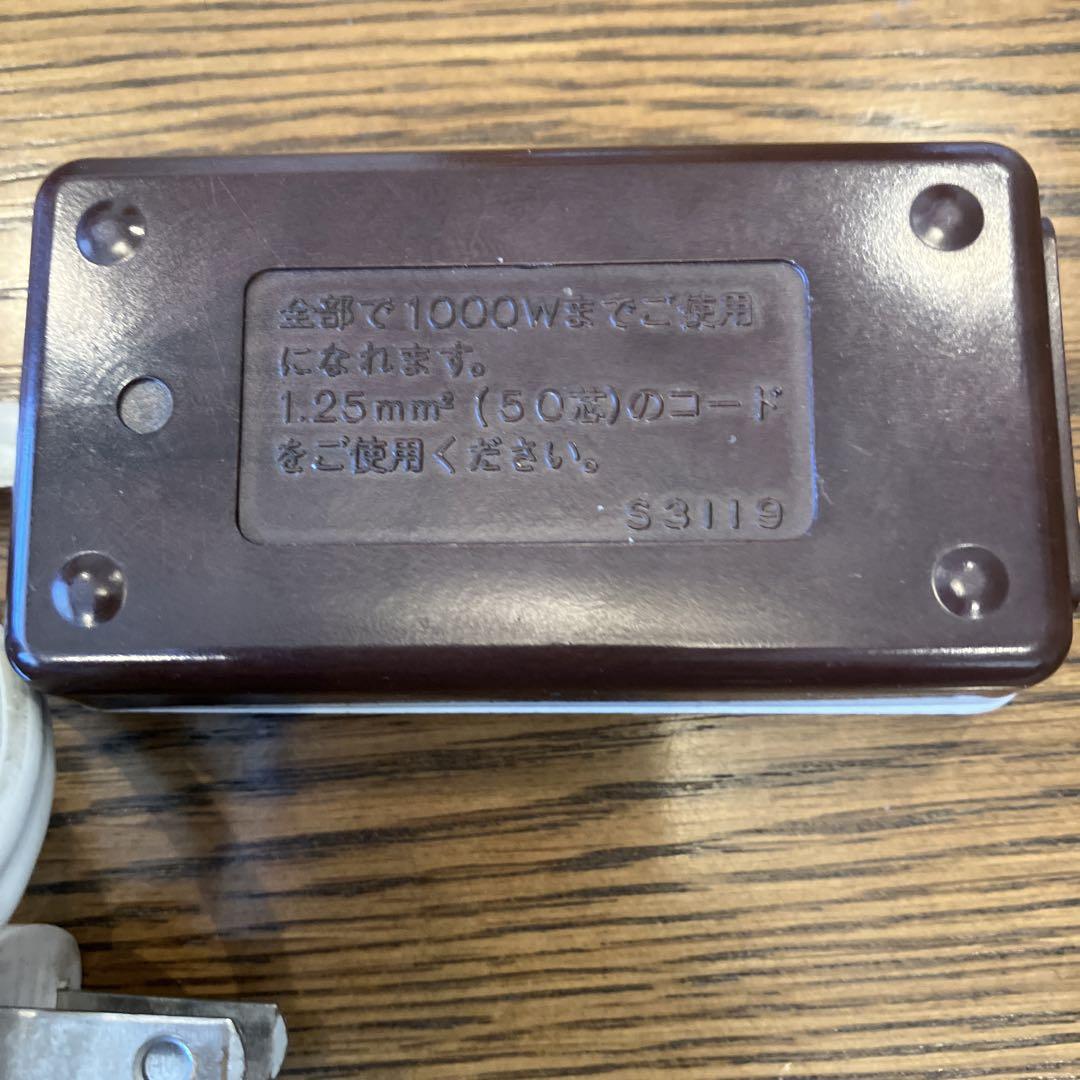 全部で1000Wまでご使用
になれます。
1.25mm² (50芯)のコード
をご使用ください。
S3119